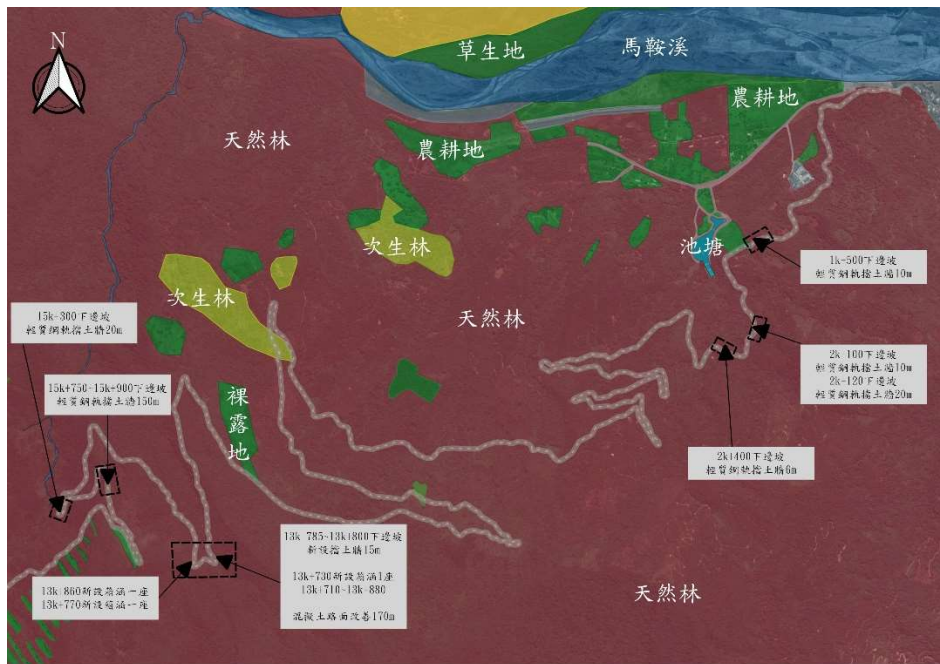 N
草生地
馬鞍溪
農耕地
天然林
農耕地
次生林
池塘
1k+500下邊坡
輕質鋼軌擋土牆10m
次生林
天然林
15k+300下邊坡
輕質鋼軌擋土牆20m
2k+100下邊坡
輕質鋼軌擋土牆10m
2k+120下邊坡
輕質鋼軌擋土牆20m
15k+750~15k+900下邊坡
輕質鋼軌擋土牆150m
裸露地
2k+400下邊坡
輕質鋼軌擋土牆6m
13k+785~13k+800下邊坡
新設擋土牆15m
13k+730新設箱涵1座
13k+710~13k+880
混凝土路面改善170m
13k+860新設箱涵一座
13k+770新設箱涵一座
天然林